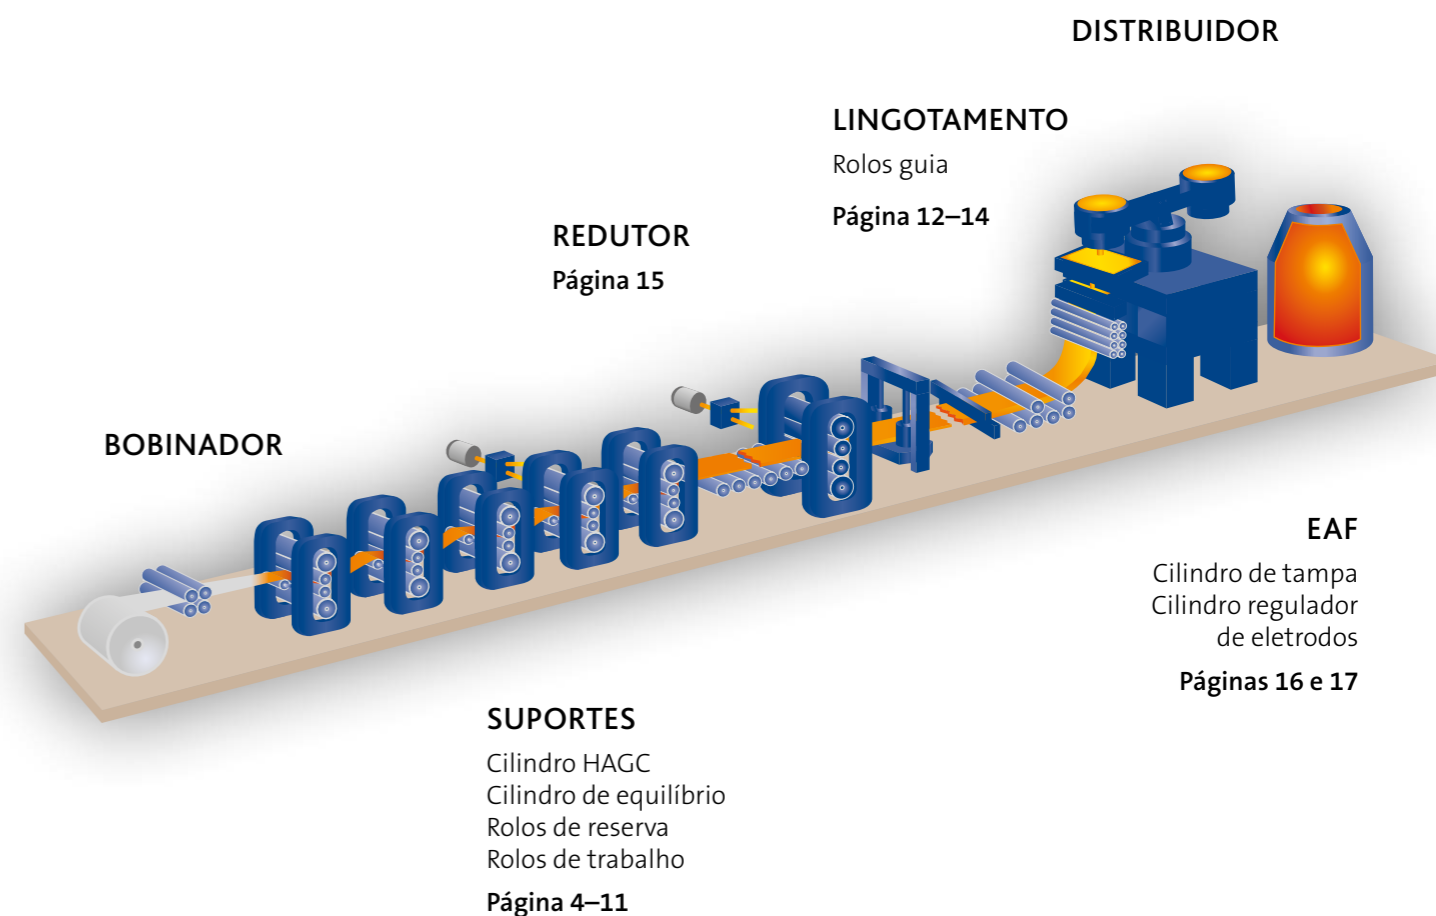 DISTRIBUIDOR
LINGOTAMENTO
Rolos guia
Página 12–14
REDUTOR
Página 15
BOBINADOR
EAF
Cilindro de tampa
Cilindro regulador
de eletrodos
Páginas 16 e 17
SUPORTES
Cilindro HAGC
Cilindro de equilíbrio
Rolos de reserva
Rolos de trabalho
Página 4–11